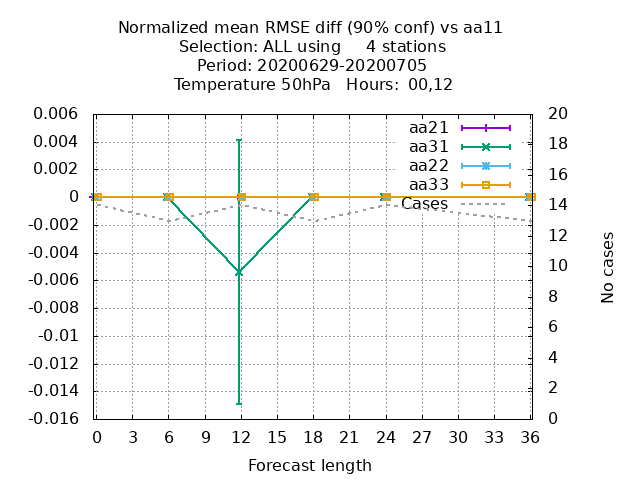 Normalized mean RMSE diff (90% conf) vs aa11
Selection: ALL using 4 stations
Period: 20200629-20200705
Temperature 50hPa Hours: 00,12
0.006
0.004
0.002
0
-0.002
-0.004
-0.006
-0.008
-0.01
-0.012
-0.014
-0.016
aa21
aa31
aa22
aa33
Cases
20
18
16
14
12
10
8
6
4
2
0
No cases
0 3 6 9 12 15 18 21 24 27 30 33 36
Forecast length